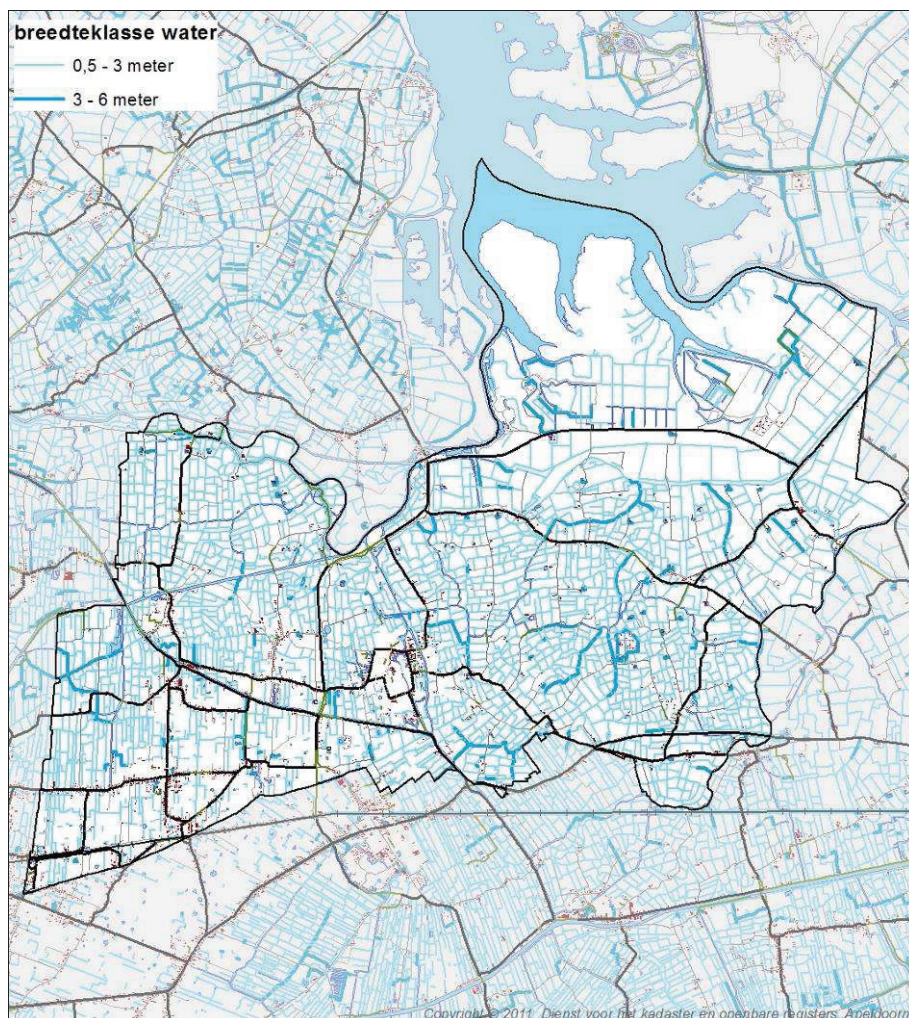 breedteklasse water
0,5 - 3 meter
3 - 6 meter
Copyright © 2011, Dienst voor het kadaster en openbare registers, Apeldoorn